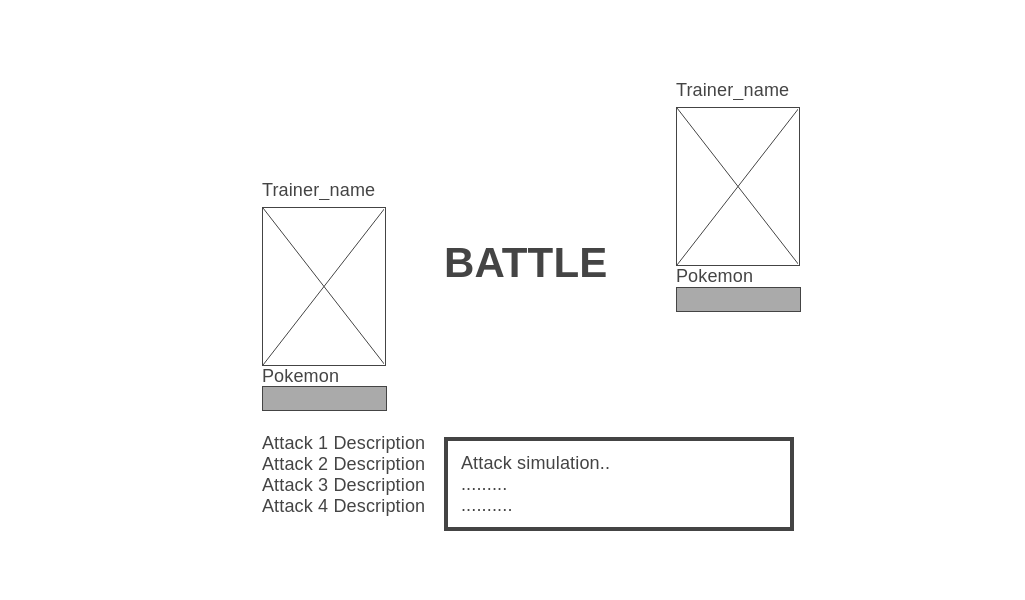 Trainer_name
Trainer_name
BATTLE
Pokemon
Pokemon
Attack 1 Description
Attack 2 Description
Attack 3 Description
Attack 4 Description
Attack simulation..
.........
..........